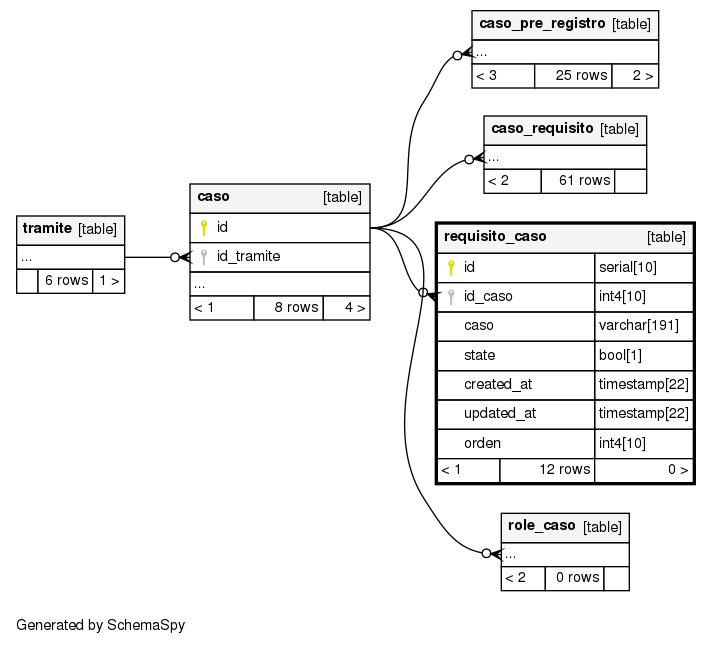 caso_pre_registro [table]
...
< 3 25 rows 2 >
caso_requisito [table]
...
< 2 61 rows
caso [table]
id
id_tramite
...
< 1 8 rows 4 >
tramite [table]
...
6 rows 1 >
requisito_caso [table]
id serial[10]
id_caso int4[10]
caso varchar[191]
state bool[1]
created_at timestamp[22]
updated_at timestamp[22]
orden int4[10]
< 1 12 rows 0 >
role_caso [table]
...
< 2 0 rows
Generated by SchemaSpy